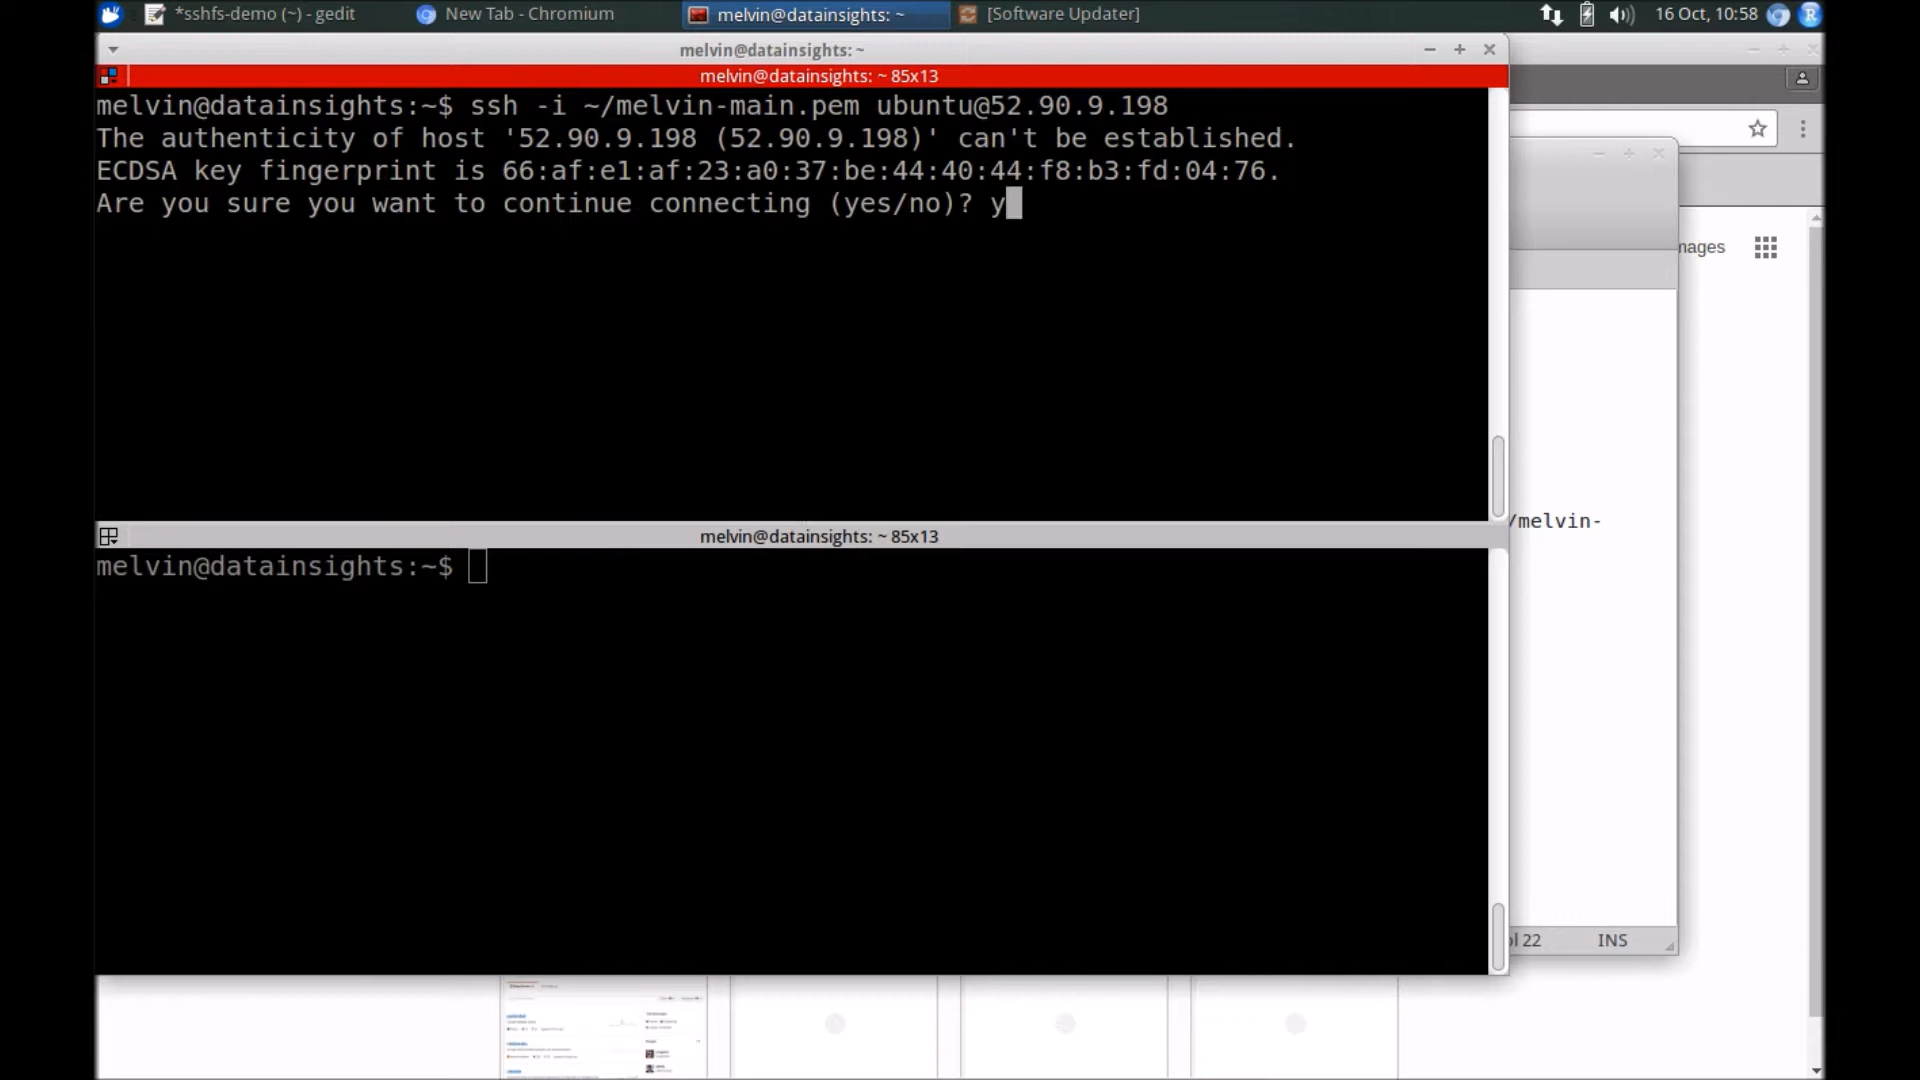 *sshfs-demo (~) - gedit
New Tab - Chromium
melvin@datainsights: ~
[Software Updater]
16 Oct, 10:58
melvin@datainsights: ~
melvin@datainsights: ~ 85x13
melvin@datainsights:~$ ssh -i ~/melvin-main.pem ubuntu@52.90.9.198
The authenticity of host '52.90.9.198 (52.90.9.198)' can't be established.
ECDSA key fingerprint is 66:af:e1:af:23:a0:37:be:44:40:44:f8:b3:fd:04:76.
Are you sure you want to continue connecting (yes/no)? y
mages
/melvin-
melvin@datainsights: ~ 85x13
melvin@datainsights:~$
ol 22
INS